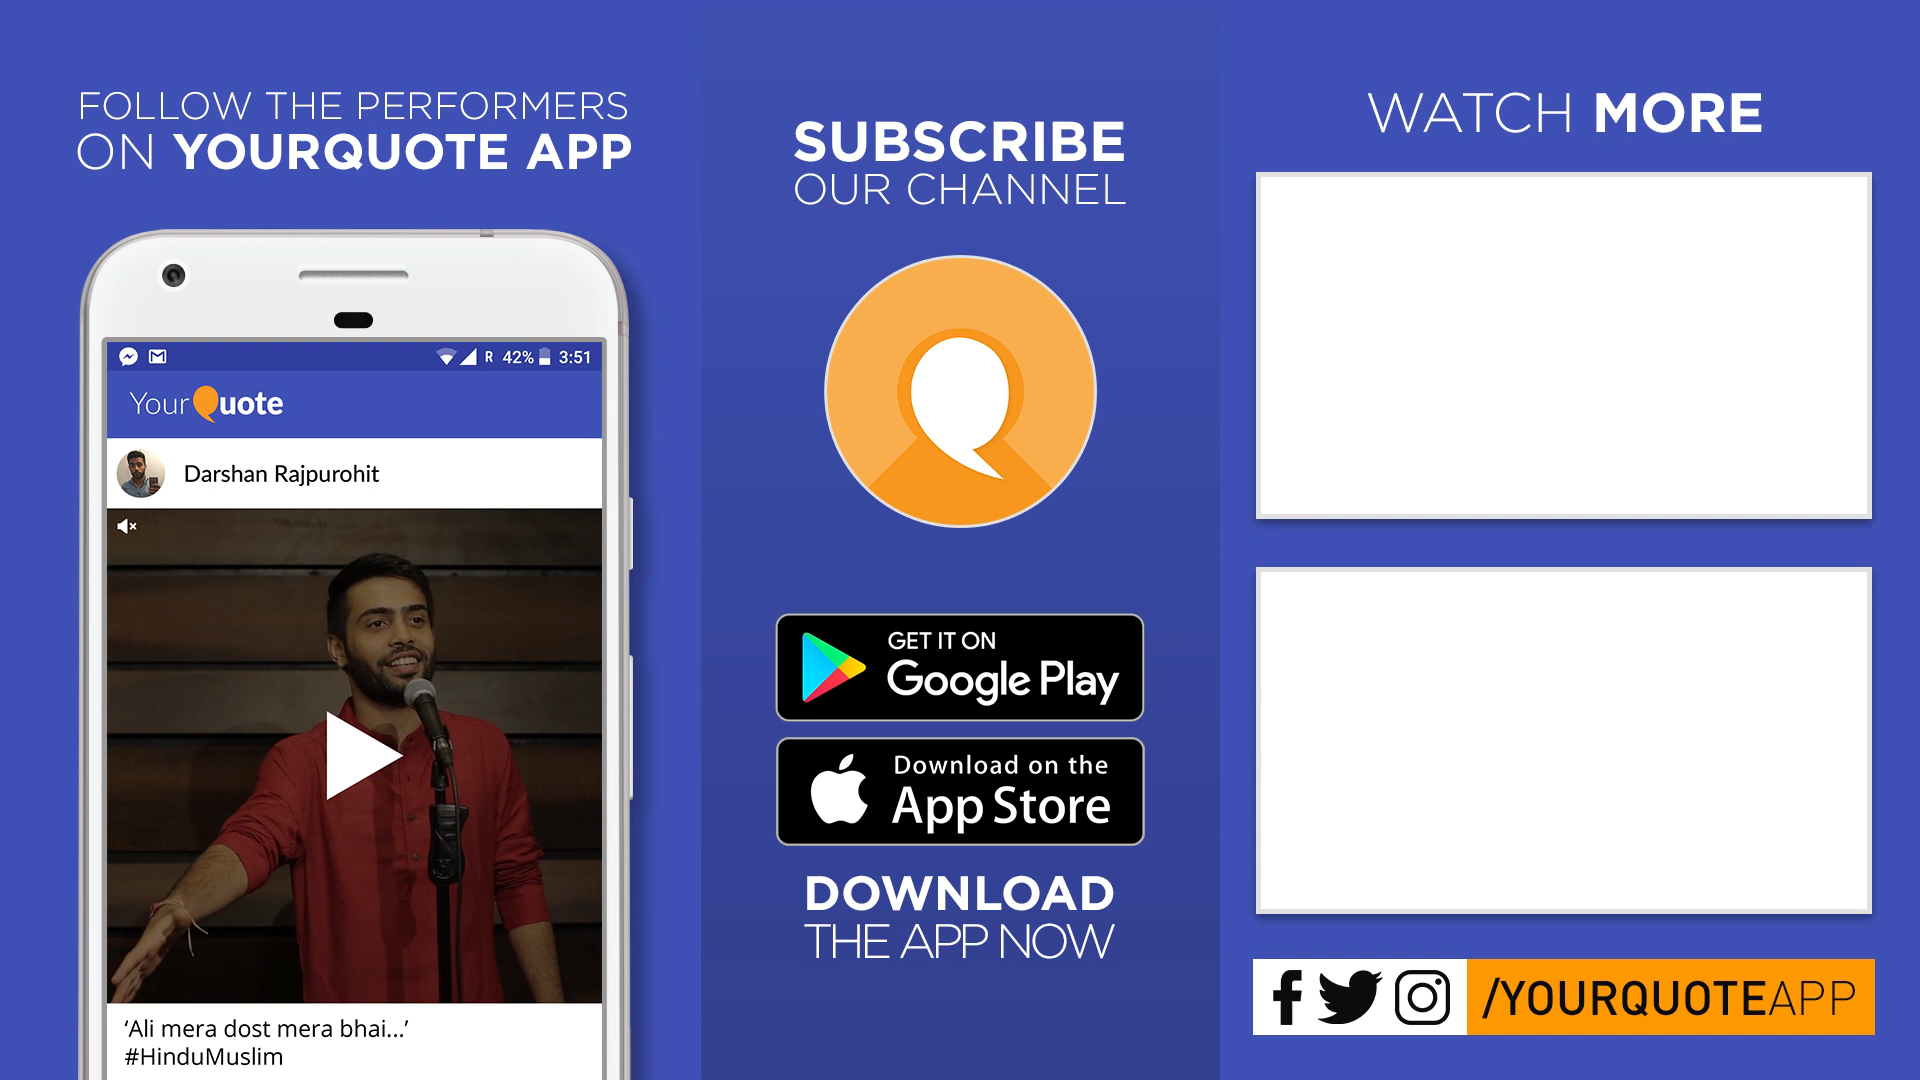 FOLLOW THE PERFORMERS
ON YOURQUOTE APP
R 42% 3:51
YourQuote
Darshan Rajpurohit
‘Ali mera dost mera bhai...’
#HinduMuslim
SUBSCRIBE
OUR CHANNEL
GET IT ON
Google Play
Download on the
App Store
DOWNLOAD
THE APP NOW
WATCH MORE
/YOURQUOTEAPP